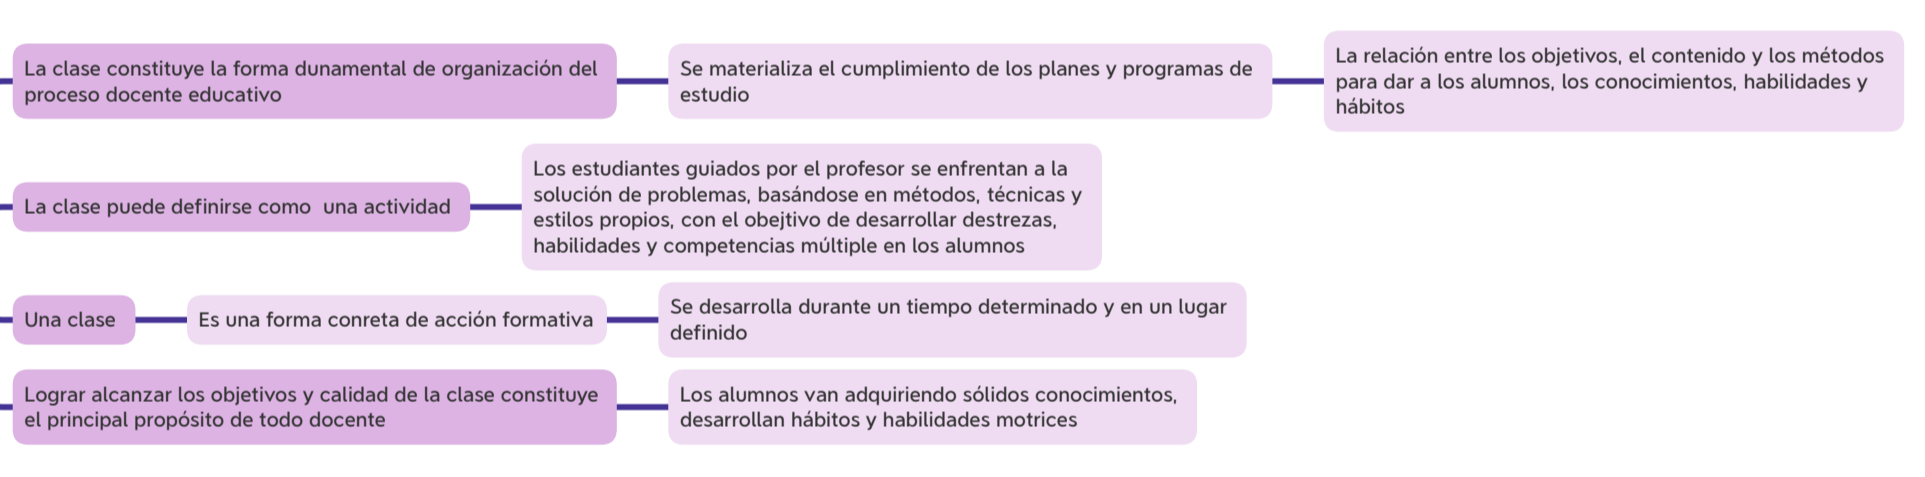 La clase constituye la forma dunamental de organización del
proceso docente educativo
Se materializa el cumplimiento de los planes y programas de
estudio
La relación entre los objetivos, el contenido y los métodos
para dar a los alumnos, los conocimientos, habilidades y
hábitos
La clase puede definirse como  una actividad
Los estudiantes guiados por el profesor se enfrentan a la
solución de problemas, basándose en métodos, técnicas y
estilos propios, con el obejtivo de desarrollar destrezas,
habilidades y competencias múltiple en los alumnos
Una clase
Es una forma conreta de acción formativa
Se desarrolla durante un tiempo determinado y en un lugar
definido
Lograr alcanzar los objetivos y calidad de la clase constituye
el principal propósito de todo docente
Los alumnos van adquiriendo sólidos conocimientos,
desarrollan hábitos y habilidades motrices